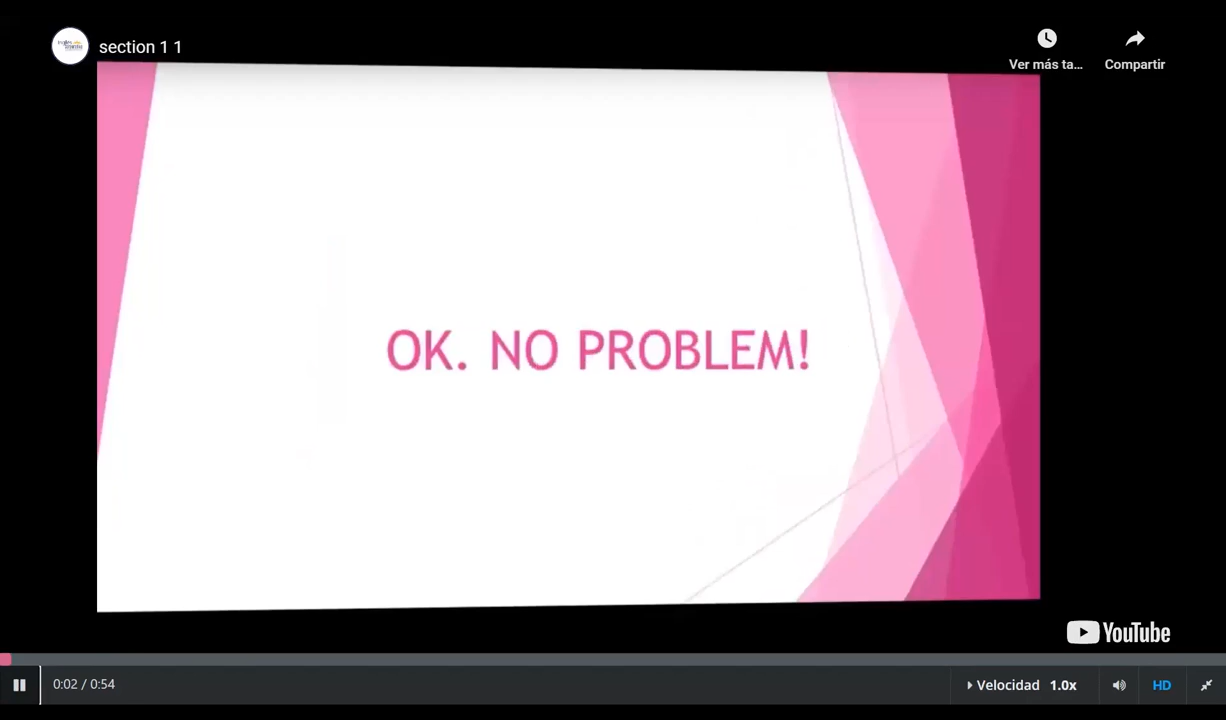 section 1 1
Ver más ta...
Compartir
OK. NO PROBLEM!
YouTube
0:02 / 0:54
Velocidad 1.0x
HD